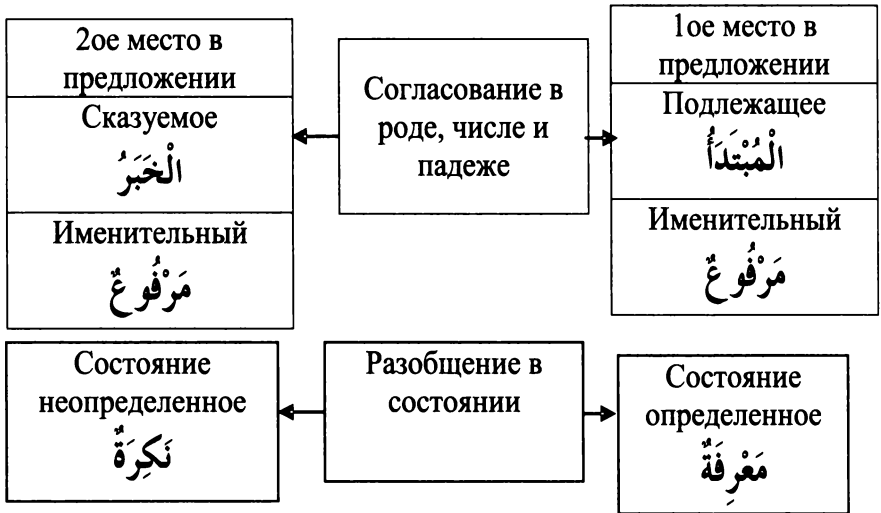 2ое место в
предложении
Сказуемое
الْخَبَرُ
Именительный
مَرْفُوعٌ
Согласование в
роде, числе и
падеже
1ое место в
предложении
Подлежащее
الْمُبْتَدَأُ
Именительный
مَرْفُوعٌ
Состояние
неопределенное
نَكِرَةٌ
Разобщение в
состоянии
Состояние
определенное
مَعْرِفَةٌ